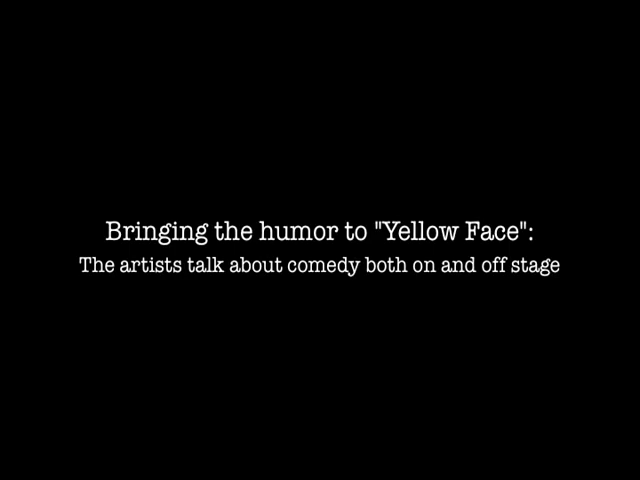 Bringing the humor to "Yellow Face":
The artists talk about comedy both on and off stage